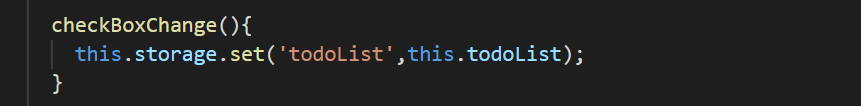 checkBoxChange(){
  this.storage.set('todoList',this.todoList);
}